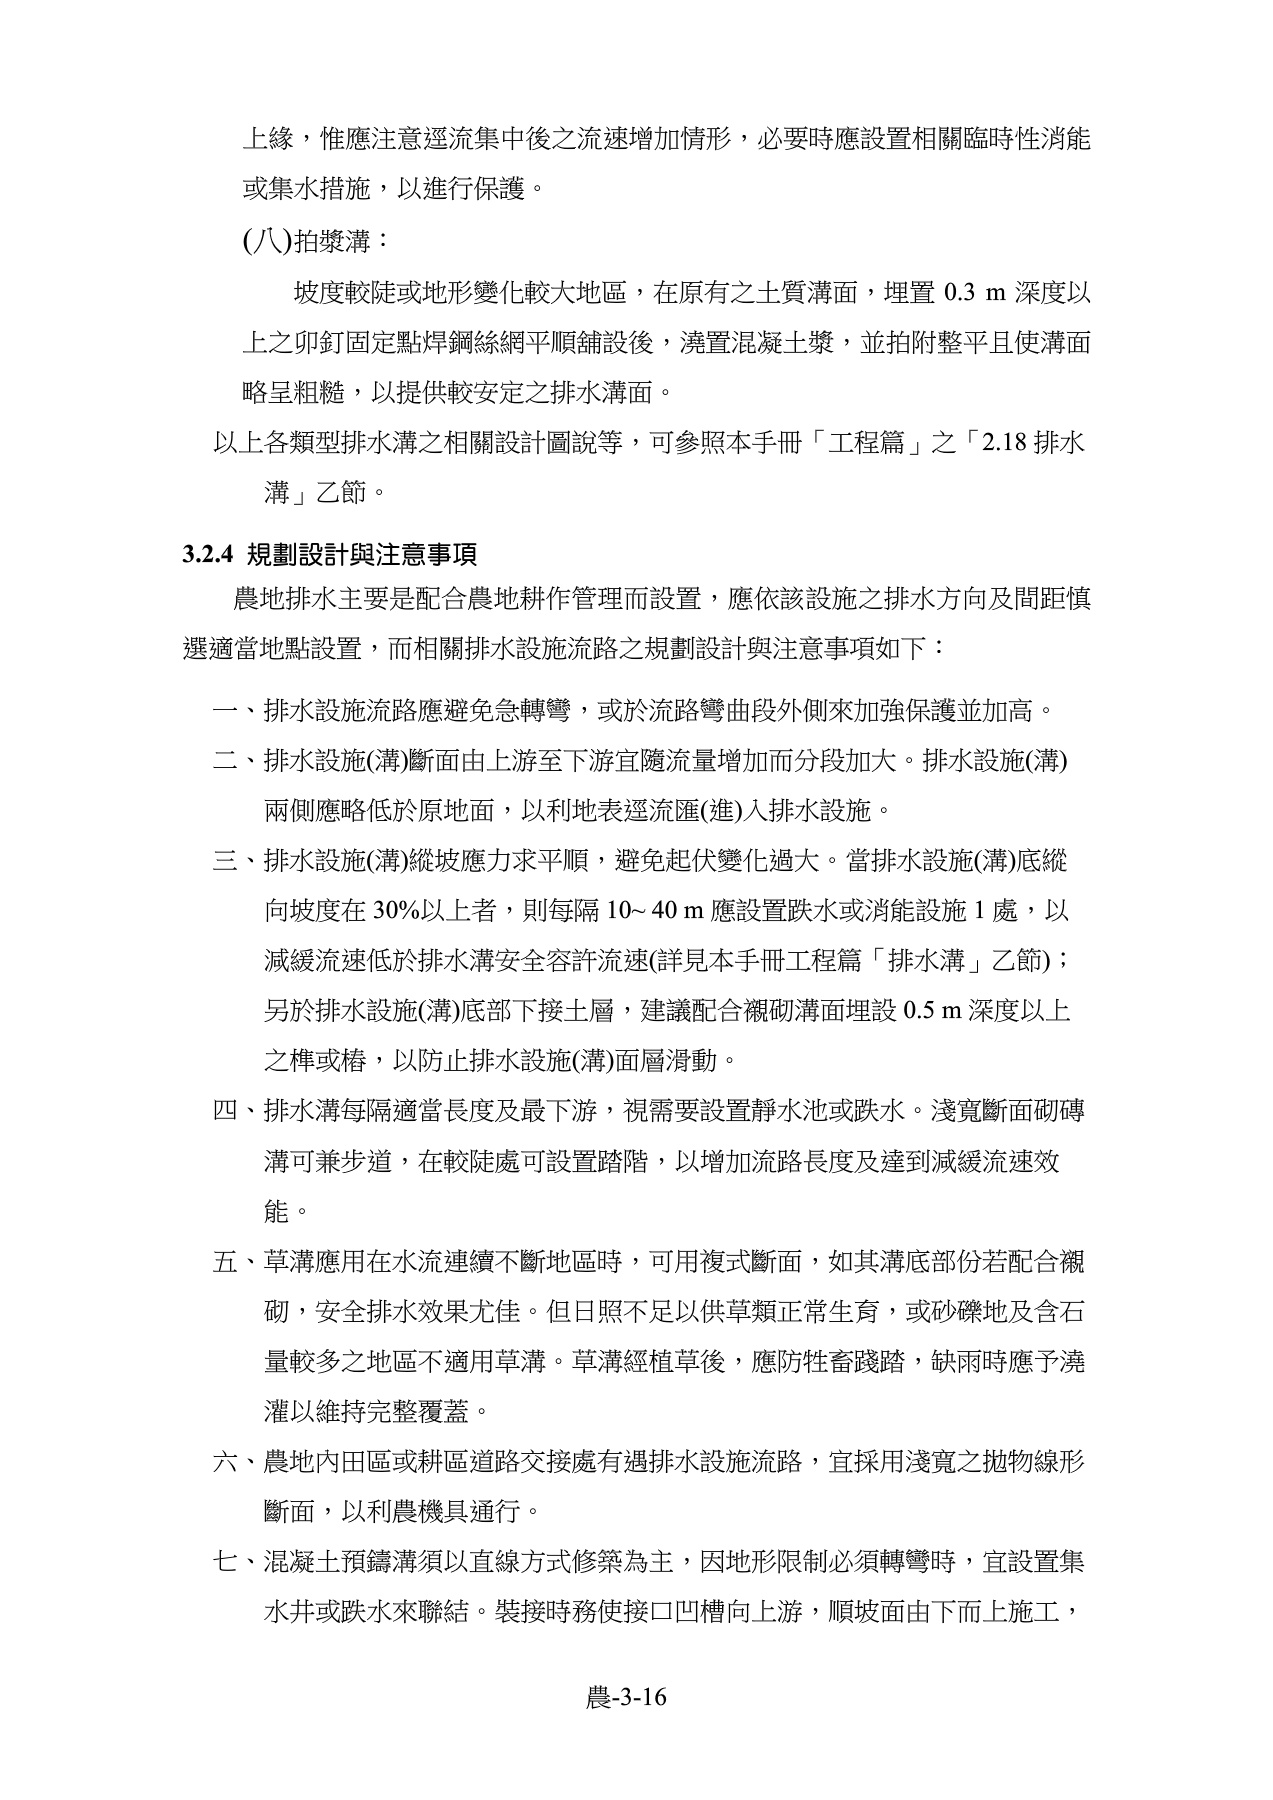 上緣，惟應注意逕流集中後之流速增加情形，必要時應設置相關臨時性消能
或集水措施，以進行保護。
(八)拍漿溝：
坡度較陡或地形變化較大地區，在原有之土質溝面，埋置 0.3 m 深度以
上之卯釘固定點焊鋼絲網平順舖設後，澆置混凝土漿，並拍附整平且使溝面
略呈粗糙，以提供較安定之排水溝面。
以上各類型排水溝之相關設計圖說等，可參照本手冊「工程篇」之「2.18 排水
溝」乙節。
3.2.4 規劃設計與注意事項
農地排水主要是配合農地耕作管理而設置，應依該設施之排水方向及間距慎
選適當地點設置，而相關排水設施流路之規劃設計與注意事項如下：
一、排水設施流路應避免急轉彎，或於流路彎曲段外側來加強保護並加高。
二、排水設施(溝)斷面由上游至下游宜隨流量增加而分段加大。排水設施(溝)
兩側應略低於原地面，以利地表逕流匯(進)入排水設施。
三、排水設施(溝)縱坡應力求平順，避免起伏變化過大。當排水設施(溝)底縱
向坡度在 30%以上者，則每隔 10~ 40 m 應設置跌水或消能設施 1 處，以
減緩流速低於排水溝安全容許流速(詳見本手冊工程篇「排水溝」乙節)；
另於排水設施(溝)底部下接土層，建議配合襯砌溝面埋設 0.5 m 深度以上
之榫或樁，以防止排水設施(溝)面層滑動。
四、排水溝每隔適當長度及最下游，視需要設置靜水池或跌水。淺寬斷面砌磚
溝可兼步道，在較陡處可設置踏階，以增加流路長度及達到減緩流速效
能。
五、草溝應用在水流連續不斷地區時，可用複式斷面，如其溝底部份若配合襯
砌，安全排水效果尤佳。但日照不足以供草類正常生育，或砂礫地及含石
量較多之地區不適用草溝。草溝經植草後，應防牲畜踐踏，缺雨時應予澆
灌以維持完整覆蓋。
六、農地內田區或耕區道路交接處有遇排水設施流路，宜採用淺寬之拋物線形
斷面，以利農機具通行。
七、混凝土預鑄溝須以直線方式修築為主，因地形限制必須轉彎時，宜設置集
水井或跌水來聯結。裝接時務使接口凹槽向上游，順坡面由下而上施工，
農-3-16